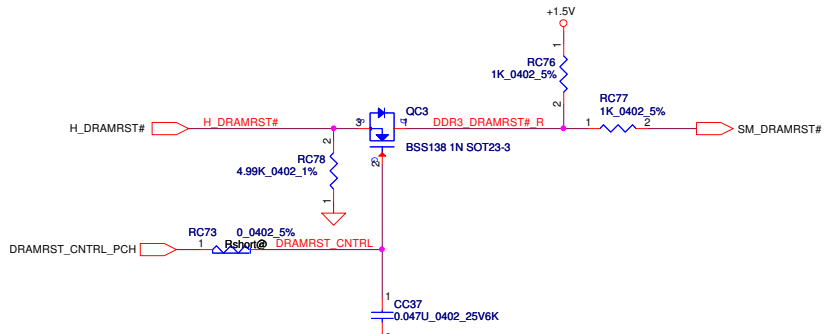 +1.5V
1
RC76
1K_0402_5%
2
QC3
RC77
1K_0402_5%
H_DRAMRST#
H_DRAMRST#
3
S
D
1
DDR3_DRAMRST#_R
1
2
SM_DRAMRST#
BSS138 1N SOT23-3
G
2
2
RC78
4.99K_0402_1%
1
RC73
0_0402_5%
DRAMRST_CNTRL_PCH
1
Rshort@
DRAMRST_CNTRL
1
CC37
0.047U_0402_25V6K